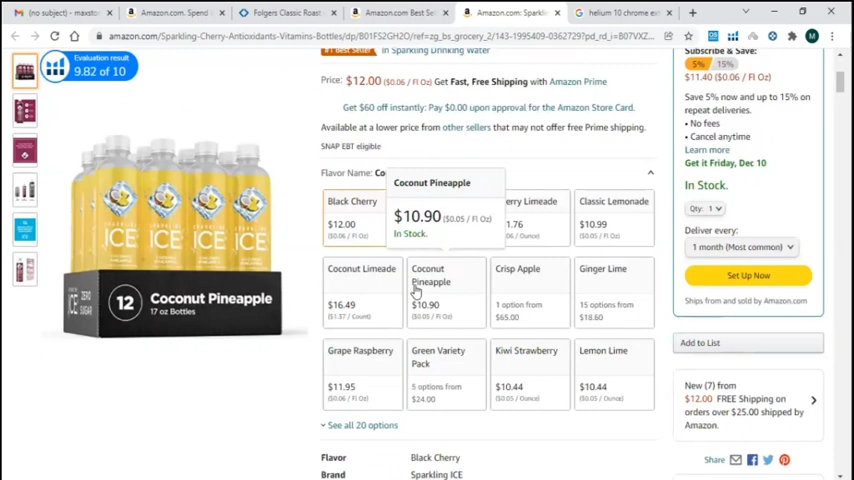 (no subject) - maxstor
Amazon.com. Spend l
Folgers Classic Roast
Amazon.com Best Sell
Amazon.com: Sparkli
helium 10 chrome ext
amazon.com/Sparkling-Cherry-Antioxidants-Vitamins-Bottles/dp/B01FS2GH2O/ref=zg_bs_grocery_2/143-1995409-0362729?pd_rd_i=B07VXZ...
M
Evaluation result
9.82 of 10
#1 Best Seller in Sparkling Drinking Water
Price: $12.00 ($0.06 / Fl Oz) Get Fast, Free Shipping with Amazon Prime
Get $60 off instantly: Pay $0.00 upon approval for the Amazon Store Card.
Available at a lower price from other sellers that may not offer free Prime shipping.
SNAP EBT eligible
Flavor Name: Co
Coconut Pineapple
$10.90 ($0.05 / Fl Oz)
In Stock.
Black Cherry
$12.00
($0.06 / Fl Oz)
erry Limeade
1.76
/ Ounce)
Classic Lemonade
$10.99
($0.05 / Fl Oz)
Coconut Limeade
$16.49
($1.37 / Count)
Coconut
Pineapple
$10.90
($0.05 / Fl Oz)
Crisp Apple
1 option from
$65.00
Ginger Lime
15 options from
$18.60
Grape Raspberry
$11.95
($0.06 / Fl Oz)
Green Variety
Pack
5 options from
$24.00
Kiwi Strawberry
$10.44
($0.05 / Ounce)
Lemon Lime
$10.44
($0.05 / Ounce)
See all 20 options
Flavor Black Cherry
Brand Sparkling ICE
ICE
ICE
ICE
ICE
ZERO
SUGAR
12
Coconut Pineapple
17 oz Bottles
Subscribe & Save:
5% 15%
$11.40 ($0.06 / Fl Oz)
Save 5% now and up to 15% on
repeat deliveries.
• No fees
• Cancel anytime
Learn more
Get it Friday, Dec 10
In Stock.
Qty: 1
Deliver every:
1 month (Most common)
Set Up Now
Ships from and sold by Amazon.com
Add to List
New (7) from
$12.00 FREE Shipping on
orders over $25.00 shipped by
Amazon.
Share